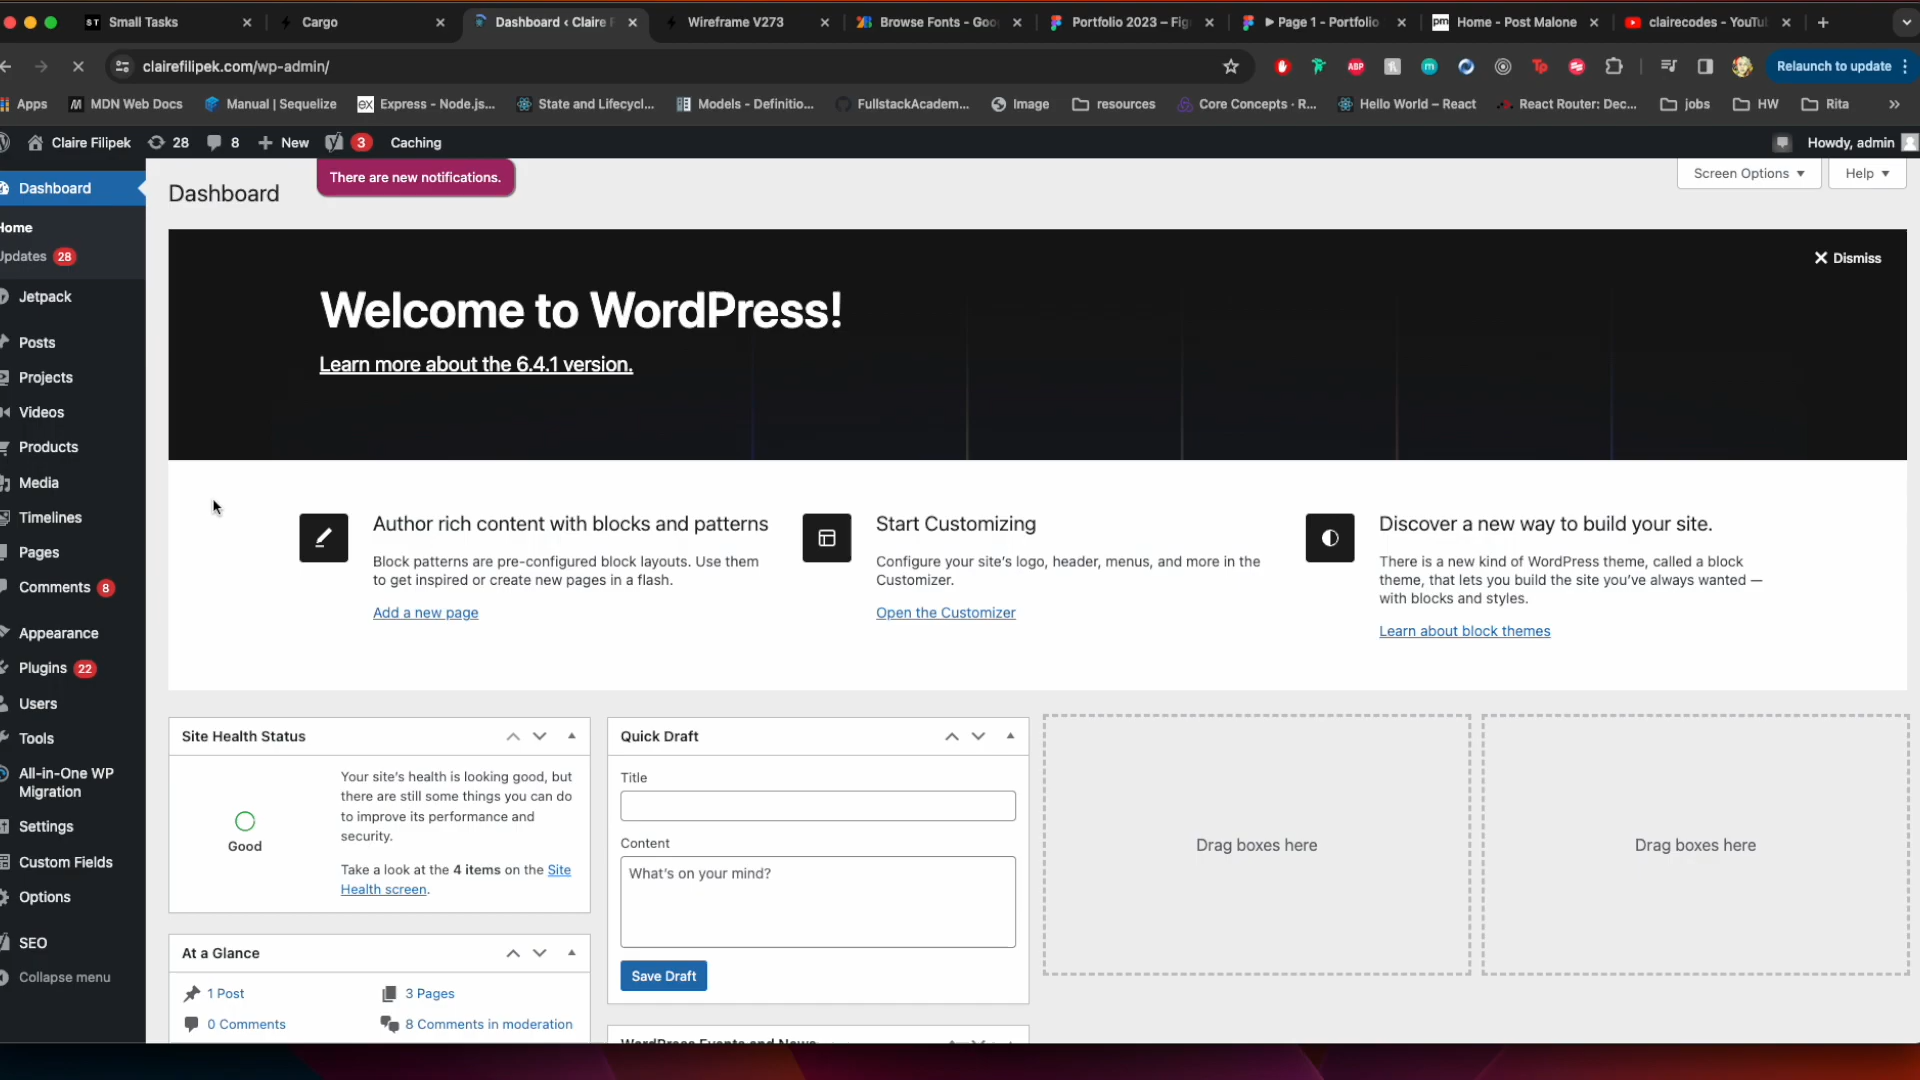 Small Tasks
Cargo
Dashboard ‹ Claire F
Wireframe V273
Browse Fonts - Goo
Portfolio 2023 – Fig
Page 1 - Portfolio
Home - Post Malone
clairecodes - YouTu
clairefilipek.com/wp-admin/
Relaunch to update
Apps
MDN Web Docs
Manual | Sequelize
Express - Node.js...
State and Lifecycl...
Models - Definitio...
FullstackAcadem...
Image
resources
Core Concepts · R...
Hello World – React
React Router: Dec...
jobs
HW
Rita
Claire Filipek
28
8
New
3
Caching
Howdy, admin
There are new notifications.
Screen Options
Help
Dashboard
Home
Updates 28
Jetpack
Posts
Projects
Videos
Products
Media
Timelines
Pages
Comments 8
Appearance
Plugins 22
Users
Tools
All-in-One WP
Migration
Settings
Custom Fields
Options
SEO
Collapse menu
Dashboard
Dismiss
Welcome to WordPress!
Learn more about the 6.4.1 version.
Author rich content with blocks and patterns
Block patterns are pre-configured block layouts. Use them
to get inspired or create new pages in a flash.
Add a new page
Start Customizing
Configure your site's logo, header, menus, and more in the
Customizer.
Open the Customizer
Discover a new way to build your site.
There is a new kind of WordPress theme, called a block
theme, that lets you build the site you've always wanted —
with blocks and styles.
Learn about block themes
Site Health Status
Good
Your site's health is looking good, but
there are still some things you can do
to improve its performance and
security.
Take a look at the 4 items on the Site
Health screen.
At a Glance
1 Post
3 Pages
0 Comments
8 Comments in moderation
Quick Draft
Title
Content
What's on your mind?
Save Draft
WordPress Events and News
Drag boxes here
Drag boxes here